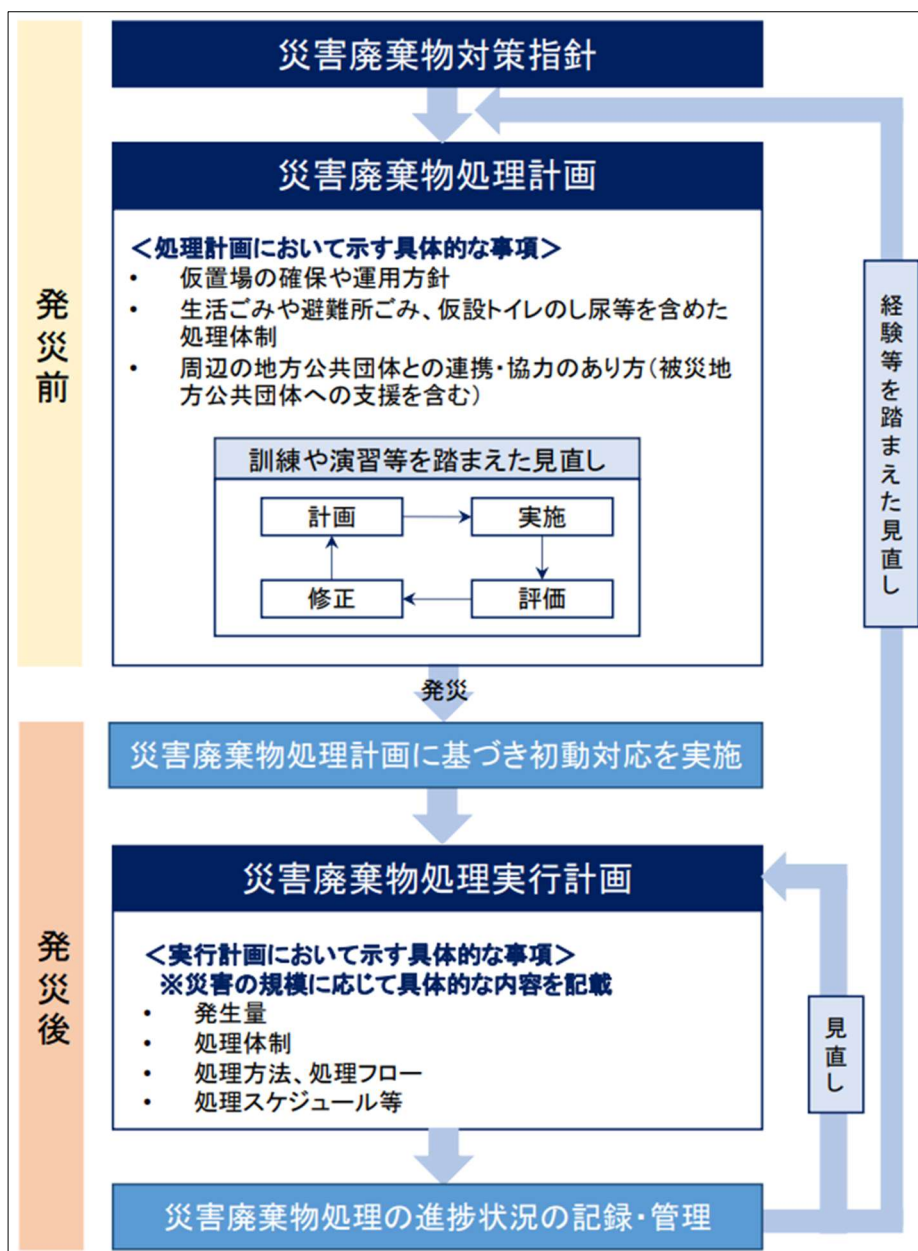 災害廃棄物対策指針
災害廃棄物処理計画
発災前
＜処理計画において示す具体的な事項＞
• 仮置場の確保や運用方針
• 生活ごみや避難所ごみ、仮設トイレのし尿等を含めた
処理体制
• 周辺の地方公共団体との連携・協力のあり方（被災地
方公共団体への支援を含む）
訓練や演習等を踏まえた見直し
計画
実施
修正
評価
経験等を踏まえた見直し
発災
発災後
災害廃棄物処理計画に基づき初動対応を実施
災害廃棄物処理実行計画
＜実行計画において示す具体的な事項＞
※災害の規模に応じて具体的な内容を記載
• 発生量
• 処理体制
• 処理方法、処理フロー
• 処理スケジュール等
見直し
災害廃棄物処理の進捗状況の記録・管理